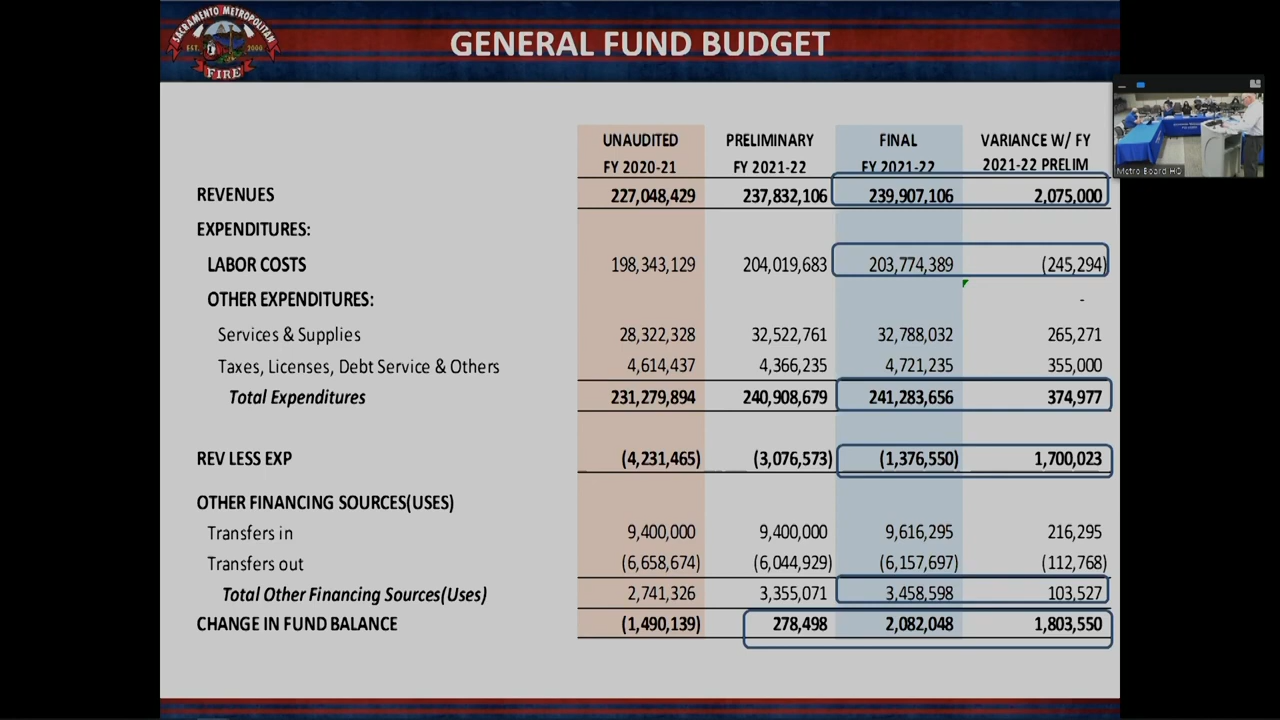 SACRAMENTO METROPOLITAN
EST. 2000
FIRE
GENERAL FUND BUDGET
UNAUDITED PRELIMINARY FINAL VARIANCE W/ FY
FY 2020-21 FY 2021-22 FY 2021-22 2021-22 PRELIM
REVENUES 227,048,429 237,832,106 239,907,106 2,075,000
EXPENDITURES:
LABOR COSTS 198,343,129 204,019,683 203,774,389 (245,294)
OTHER EXPENDITURES: -
Services & Supplies 28,322,328 32,522,761 32,788,032 265,271
Taxes, Licenses, Debt Service & Others 4,614,437 4,366,235 4,721,235 355,000
Total Expenditures 231,279,894 240,908,679 241,283,656 374,977
REV LESS EXP (4,231,465) (3,076,573) (1,376,550) 1,700,023
OTHER FINANCING SOURCES(USES)
Transfers in 9,400,000 9,400,000 9,616,295 216,295
Transfers out (6,658,674) (6,044,929) (6,157,697) (112,768)
Total Other Financing Sources(Uses) 2,741,326 3,355,071 3,458,598 103,527
CHANGE IN FUND BALANCE (1,490,139) 278,498 2,082,048 1,803,550
Metro Board HQ